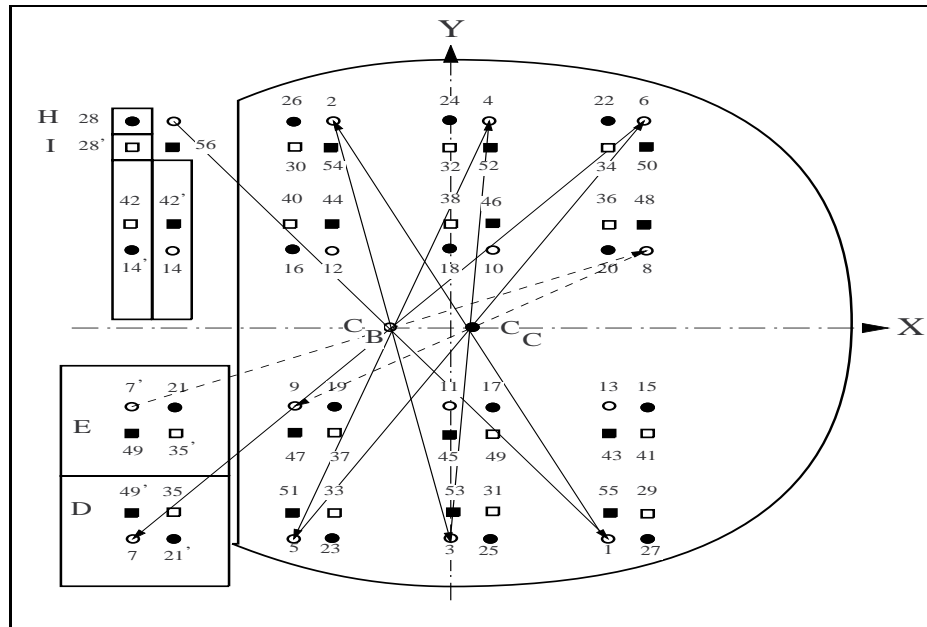 Y
26 2 24 4 22 6
H 28
I 28' 56
30 54 32 52 34 50
42 42' 40 44 38 46 36 48
14' 14 16 12 18 10 20 8
C B C C X
7' 21 9 19 11 17 13 15
E
49 35' 47 37 45 49 43 41
49' 35 51 33 53 31 55 29
D
7 21' 5 23 3 25 1 27